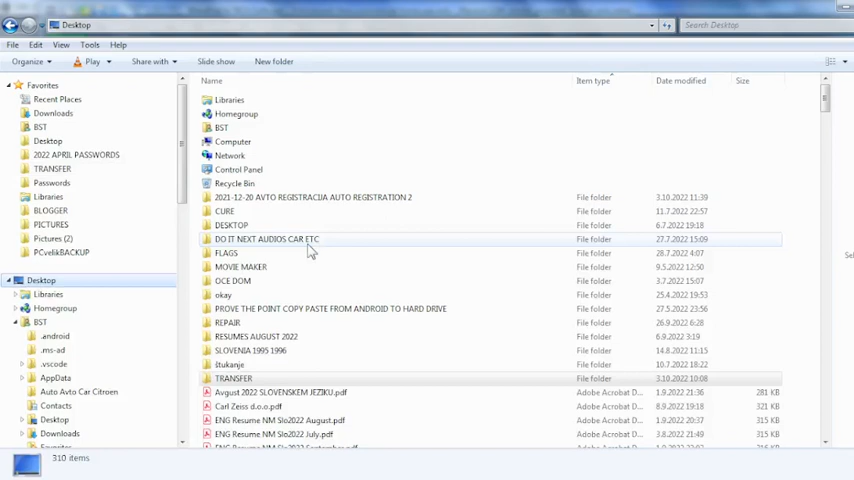 Desktop
Search Desktop
File Edit View Tools Help
Organize Play Share with Slide show New folder
Favorites
Recent Places
Downloads
BST
Desktop
2022 APRIL PASSWORDS
TRANSFER
Passwords
Libraries
BLOGGER
PICTURES
Pictures (2)
PCvelikBACKUP
Desktop
Libraries
Homegroup
BST
.android
.ms-ad
.vscode
AppData
Auto Avto Car Citroen
Contacts
Desktop
Downloads
Favorites
Name Item type Date modified Size
Libraries
Homegroup
BST
Computer
Network
Control Panel
Recycle Bin
2021-12-20 AVTO REGISTRACIJA AUTO REGISTRATION 2 File folder 3.10.2022 11:39
CURE File folder 11.7.2022 22:57
DESKTOP File folder 6.7.2022 19:18
DO IT NEXT AUDIOS CAR ETC File folder 27.7.2022 15:09
FLAGS File folder 28.7.2022 4:07
MOVIE MAKER File folder 9.5.2022 12:50
OCE DOM File folder 3.7.2022 15:07
okay File folder 25.4.2022 19:53
PROVE THE POINT COPY PASTE FROM ANDROID TO HARD DRIVE File folder 27.5.2022 23:56
REPAIR File folder 26.9.2022 6:28
RESUMES AUGUST 2022 File folder 6.9.2022 3:19
SLOVENIA 1995 1996 File folder 14.8.2022 11:15
štukanje File folder 10.7.2022 18:22
TRANSFER File folder 3.10.2022 10:08
Avgust 2022 SLOVENSKEM JEZIKU.pdf Adobe Acrobat D... 1.9.2022 21:36 281 KB
Carl Zeiss d.o.o.pdf Adobe Acrobat D... 8.9.2022 19:18 321 KB
ENG Resume NM Slo2022 August.pdf Adobe Acrobat D... 1.9.2022 20:37 315 KB
ENG Resume NM Slo2022 July.pdf Adobe Acrobat D... 3.8.2022 21:49 315 KB
310 items